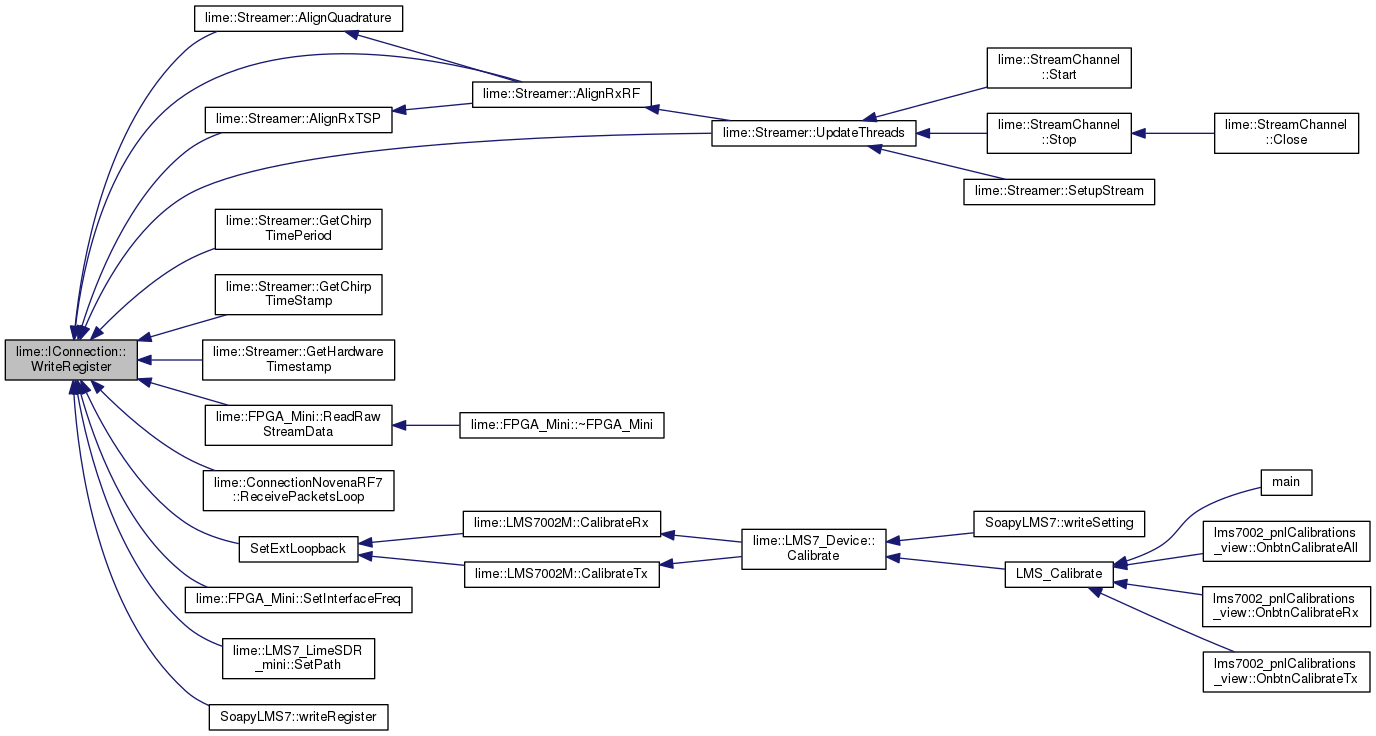 lime::Streamer::AlignQuadrature
lime::StreamChannel
::Start
lime::Streamer::AlignRxRF
lime::Streamer::AlignRxTSP
lime::Streamer::UpdateThreads
lime::StreamChannel
::Stop
lime::StreamChannel
::Close
lime::Streamer::SetupStream
lime::Streamer::GetChirp
TimePeriod
lime::Streamer::GetChirp
TimeStamp
lime::IConnection::
WriteRegister
lime::Streamer::GetHardware
Timestamp
lime::FPGA_Mini::ReadRaw
StreamData
lime::FPGA_Mini::~FPGA_Mini
lime::ConnectionNovenaRF7
::ReceivePacketsLoop
main
lime::LMS7002M::CalibrateRx
SoapyLMS7::writeSetting
SetExtLoopback
lime::LMS7_Device::
Calibrate
lms7002_pnlCalibrations
_view::OnbtnCalibrateAll
lime::LMS7002M::CalibrateTx
LMS_Calibrate
lime::FPGA_Mini::SetInterfaceFreq
lms7002_pnlCalibrations
_view::OnbtnCalibrateRx
lime::LMS7_LimeSDR
_mini::SetPath
lms7002_pnlCalibrations
_view::OnbtnCalibrateTx
SoapyLMS7::writeRegister